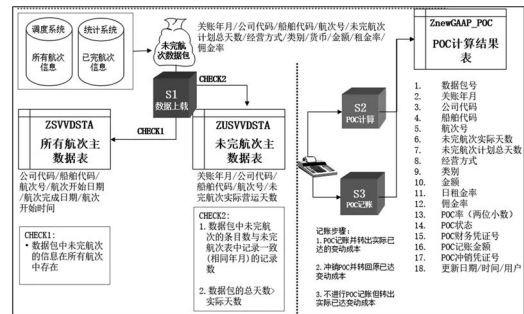 调度系统
统计系统
所有航次
信息
已完航次
信息
未完航
次数据包
关账年月/公司代码/船舶代码/航次号/未完航次
计划总天数/经营方式/类别/货币/金额/租金率/
佣金率
CHECK2
S1
数据上载
CHECK1
ZSVVDSTA
所有航次主
数据表
公司代码/船舶代码/
航次号/航次开始日期
/航次完成日期/航次
开始时间
CHECK1:
• 数据包中未完航次
的信息在所有航次
中存在
ZUSVVDSTA
未完航次主
数据表
关账年月/公司代码/
船舶代码/航次号/未
完航次实际营运天数
CHECK2:
1. 数据包中未完航
次的条目数与未完
航次表中记录一致
(相同年月)的记录
数
2. 数据包的总天数>
实际天数
S2
POC计算
S3
POC记账
记账步骤:
1.POC记账并转出实际已
达的变动成本
2.冲销POC并转回原已达
变动成本
3.不进行POC记账但转出
实际已达变动成本
ZnewGAAP_POC
POC计算结果
表
1. 数据包号
2. 关账年月
3. 公司代码
4. 船舶代码
5. 航次号
6. 未完航次实际天数
7. 未完航次计划总天数
8. 经营方式
9. 类别
10. 金额
11. 日租金率
12. 佣金率
13. POC率（两位小数）
14. POC状态
15. POC财务凭证号
16. POC记账金额
17. POC冲销凭证号
18. 更新日期/时间/用户